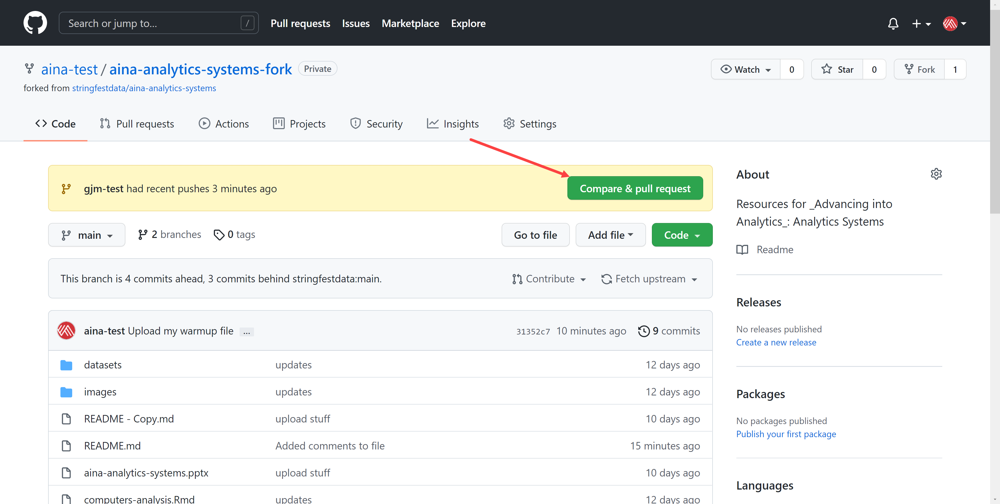 Search or jump to... / Pull requests Issues Marketplace Explore
aina-test / aina-analytics-systems-fork Private Watch 0 Star 0 Fork 1
forked from stringfestdata/aina-analytics-systems
Code Pull requests Actions Projects Security Insights Settings
gjm-test had recent pushes 3 minutes ago Compare & pull request
main 2 branches 0 tags Go to file Add file Code
This branch is 4 commits ahead, 3 commits behind stringfestdata:main. Contribute Fetch upstream
aina-test Upload my warmup file ... 31352c7 10 minutes ago 9 commits
datasets updates 12 days ago
images updates 12 days ago
README - Copy.md upload stuff 10 days ago
README.md Added comments to file 15 minutes ago
aina-analytics-systems.pptx upload stuff 10 days ago
computers-analysis.Rmd updates 12 days ago
About
Resources for _Advancing into
Analytics_: Analytics Systems
Readme
Releases
No releases published
Create a new release
Packages
No packages published
Publish your first package
Languages